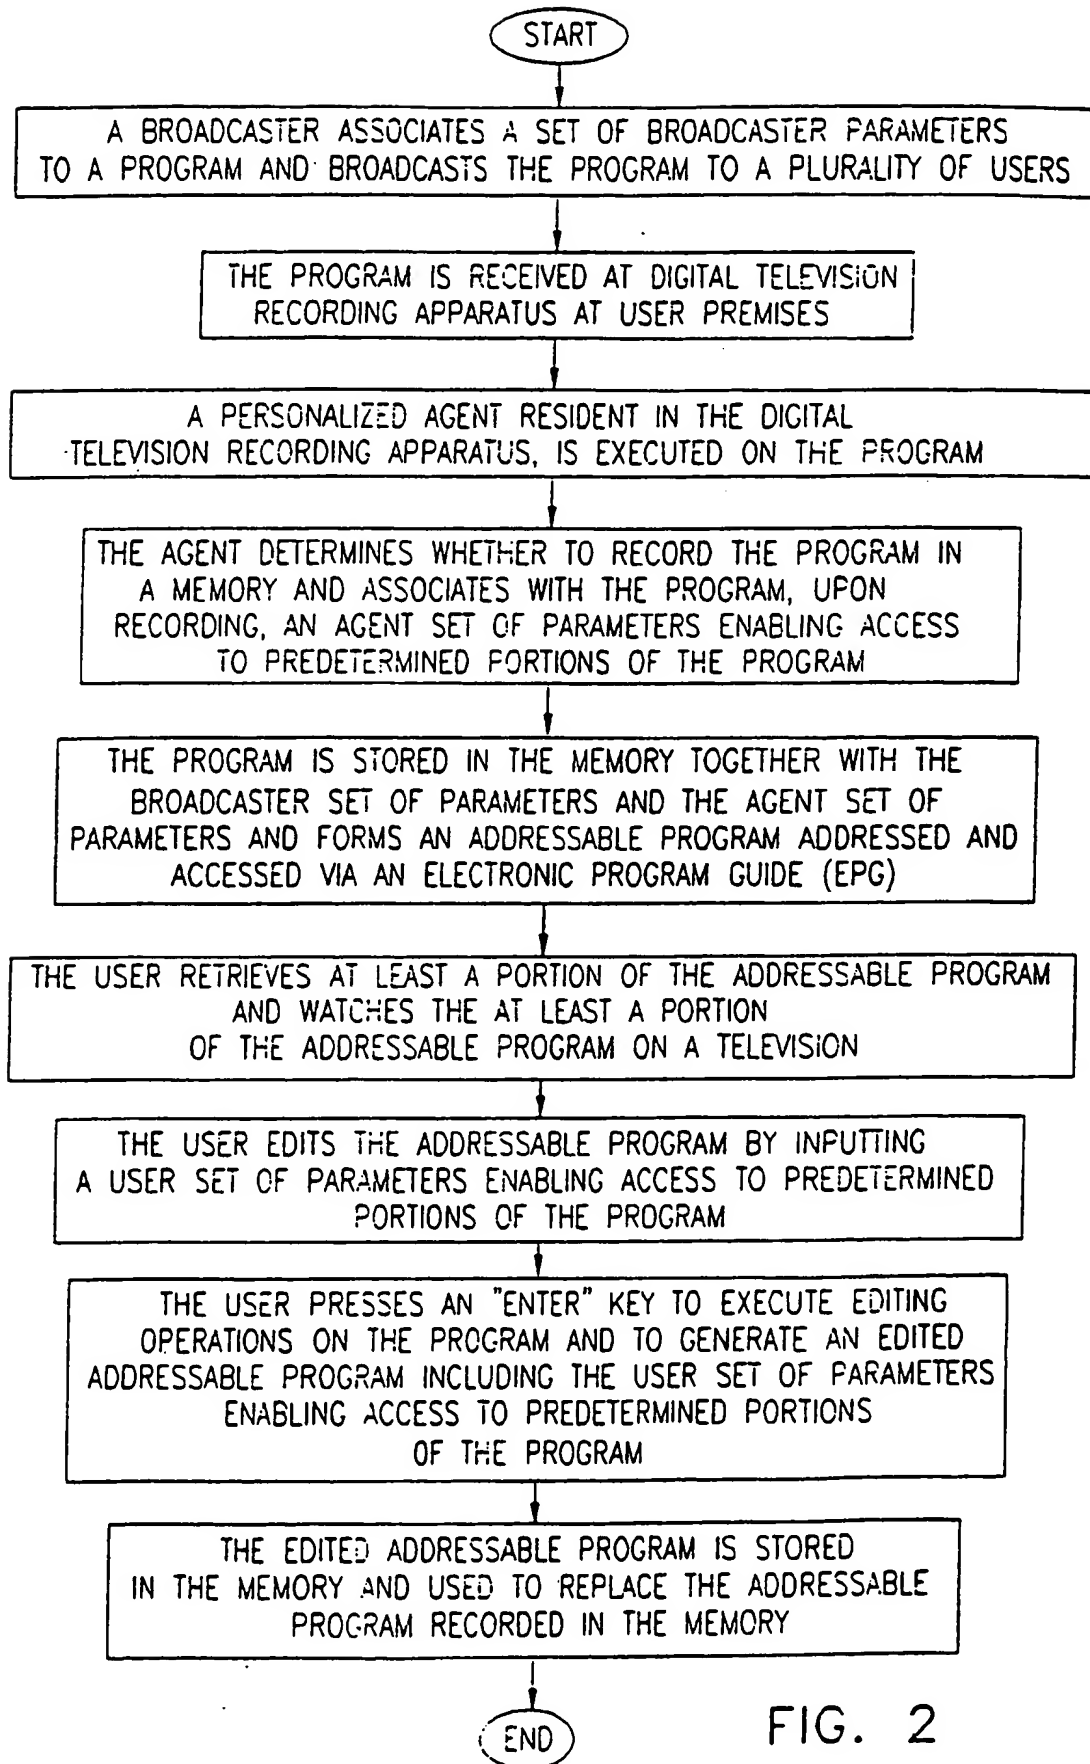 START
A BROADCASTER ASSOCIATES A SET OF BROADCASTER PARAMETERS
TO A PROGRAM AND BROADCASTS THE PROGRAM TO A PLURALITY OF USERS
THE PROGRAM IS RECEIVED AT DIGITAL TELEVISION
RECORDING APPARATUS AT USER PREMISES
A PERSONALIZED AGENT RESIDENT IN THE DIGITAL
TELEVISION RECORDING APPARATUS, IS EXECUTED ON THE PROGRAM
THE AGENT DETERMINES WHETHER TO RECORD THE PROGRAM IN
A MEMORY AND ASSOCIATES WITH THE PROGRAM, UPON
RECORDING, AN AGENT SET OF PARAMETERS ENABLING ACCESS
TO PREDETERMINED PORTIONS OF THE PROGRAM
THE PROGRAM IS STORED IN THE MEMORY TOGETHER WITH THE
BROADCASTER SET OF PARAMETERS AND THE AGENT SET OF
PARAMETERS AND FORMS AN ADDRESSABLE PROGRAM ADDRESSED AND
ACCESSED VIA AN ELECTRONIC PROGRAM GUIDE (EPG)
THE USER RETRIEVES AT LEAST A PORTION OF THE ADDRESSABLE PROGRAM
AND WATCHES THE AT LEAST A PORTION
OF THE ADDRESSABLE PROGRAM ON A TELEVISION
THE USER EDITS THE ADDRESSABLE PROGRAM BY INPUTTING
A USER SET OF PARAMETERS ENABLING ACCESS TO PREDETERMINED
PORTIONS OF THE PROGRAM
THE USER PRESSES AN "ENTER" KEY TO EXECUTE EDITING
OPERATIONS ON THE PROGRAM AND TO GENERATE AN EDITED
ADDRESSABLE PROGRAM INCLUDING THE USER SET OF PARAMETERS
ENABLING ACCESS TO PREDETERMINED PORTIONS
OF THE PROGRAM
THE EDITED ADDRESSABLE PROGRAM IS STORED
IN THE MEMORY AND USED TO REPLACE THE ADDRESSABLE
PROGRAM RECORDED IN THE MEMORY
END
FIG. 2